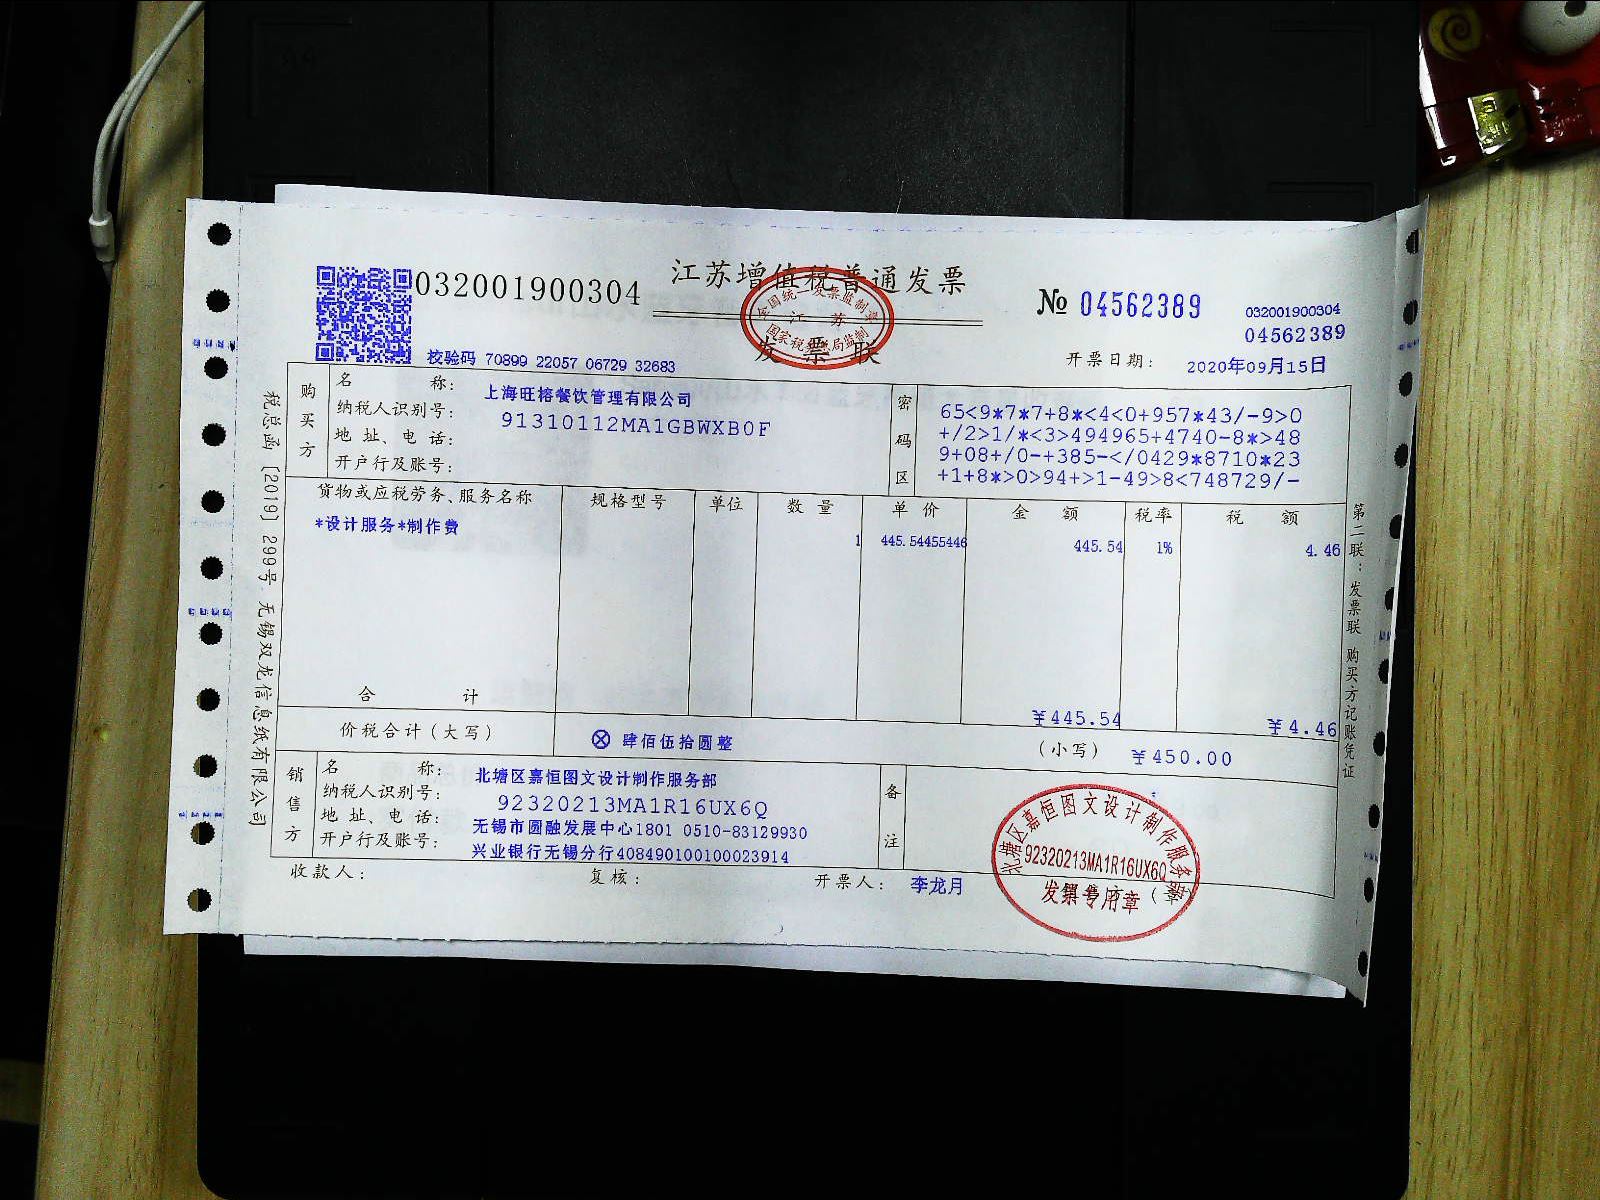 032001900304
江苏增值税普通发票
全国统一发票监制章
江 苏
国家税务总局监制
发 票 联
№ 04562389
032001900304
04562389
校验码 70899 22057 06729 32683
开票日期： 2020年09月15日
购买方
名 称： 上海旺榕餐饮管理有限公司
纳税人识别号： 91310112MA1GBWXB0F
地 址、电 话：
开户行及账号：
密码区
65<9*7*7+8*<4<0+957*43/-9>0
+/2>1/*<3>494965+4740-8*>48
9+08+/0-+385-</0429*8710*23
+1+8*>0>94+>1-49>8<748729/-
货物或应税劳务、服务名称 规格型号 单位 数 量 单 价 金 额 税率 税 额
*设计服务*制作费 1 445.54455446 445.54 1% 4.46
合 计 ¥445.54 ¥4.46
价税合计（大写） ⊗ 肆佰伍拾圆整 （小写） ¥450.00
销售方
名 称： 北塘区嘉恒图文设计制作服务部
纳税人识别号： 92320213MA1R16UX6Q
地 址、电 话： 无锡市圆融发展中心1801 0510-83129930
开户行及账号： 兴业银行无锡分行408490100100023914
备注
收款人： 复核： 开票人： 李龙月
北塘区嘉恒图文设计制作服务部
92320213MA1R16UX6Q
发票专用章
税总函〔2019〕299号 无锡双龙信息纸有限公司
第二联：发票联 购买方记账凭证